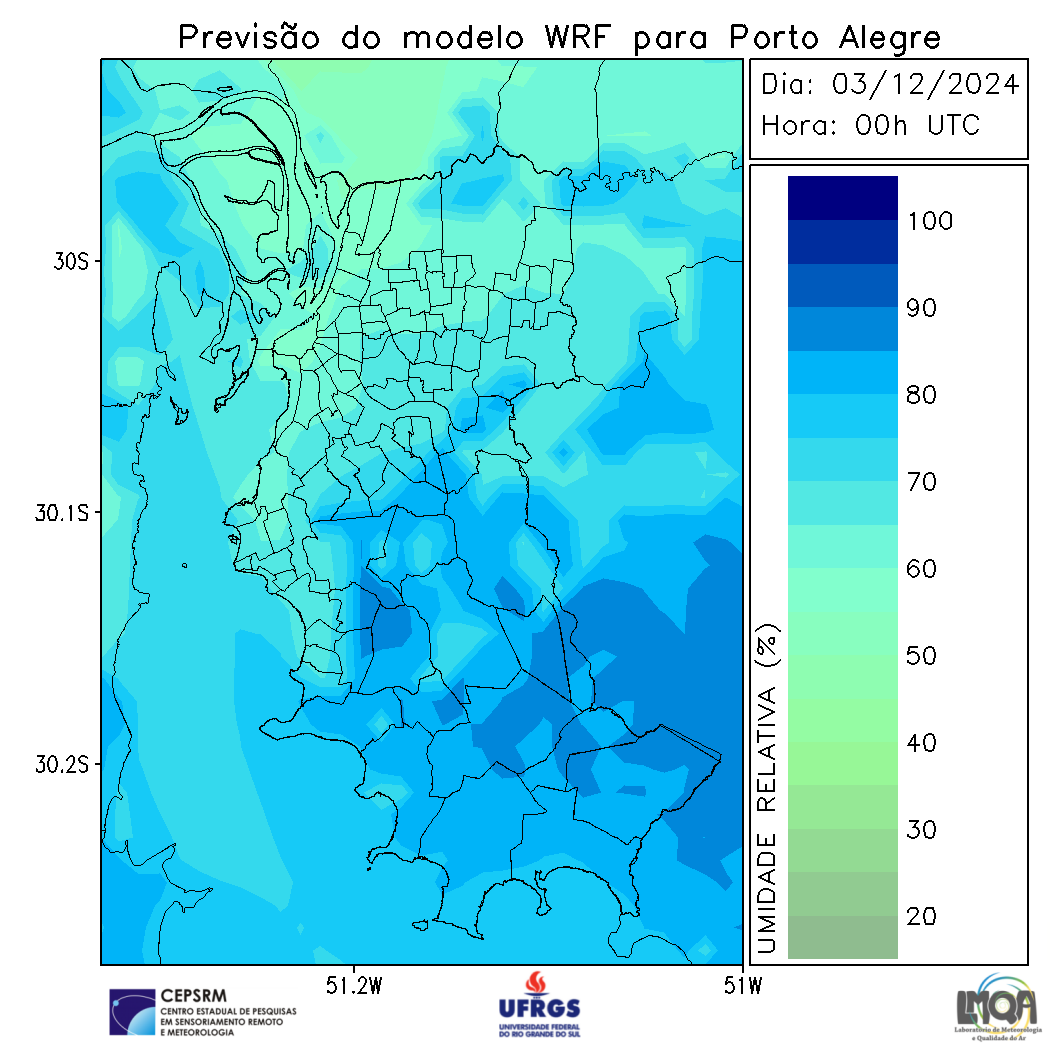 Previsão do modelo WRF para Porto Alegre
Dia: 03/12/2024
Hora: 00h UTC
30S
30.1S
30.2S
51.2W
51W
UMIDADE RELATIVA (%)
100
90
80
70
60
50
40
30
20
CEPSRM
CENTRO ESTADUAL DE PESQUISAS
EM SENSORIAMENTO REMOTO
E METEOROLOGIA
UFRGS
UNIVERSIDADE FEDERAL
DO RIO GRANDE DO SUL
LMQA
Laboratório de Meteorologia
e Qualidade do Ar